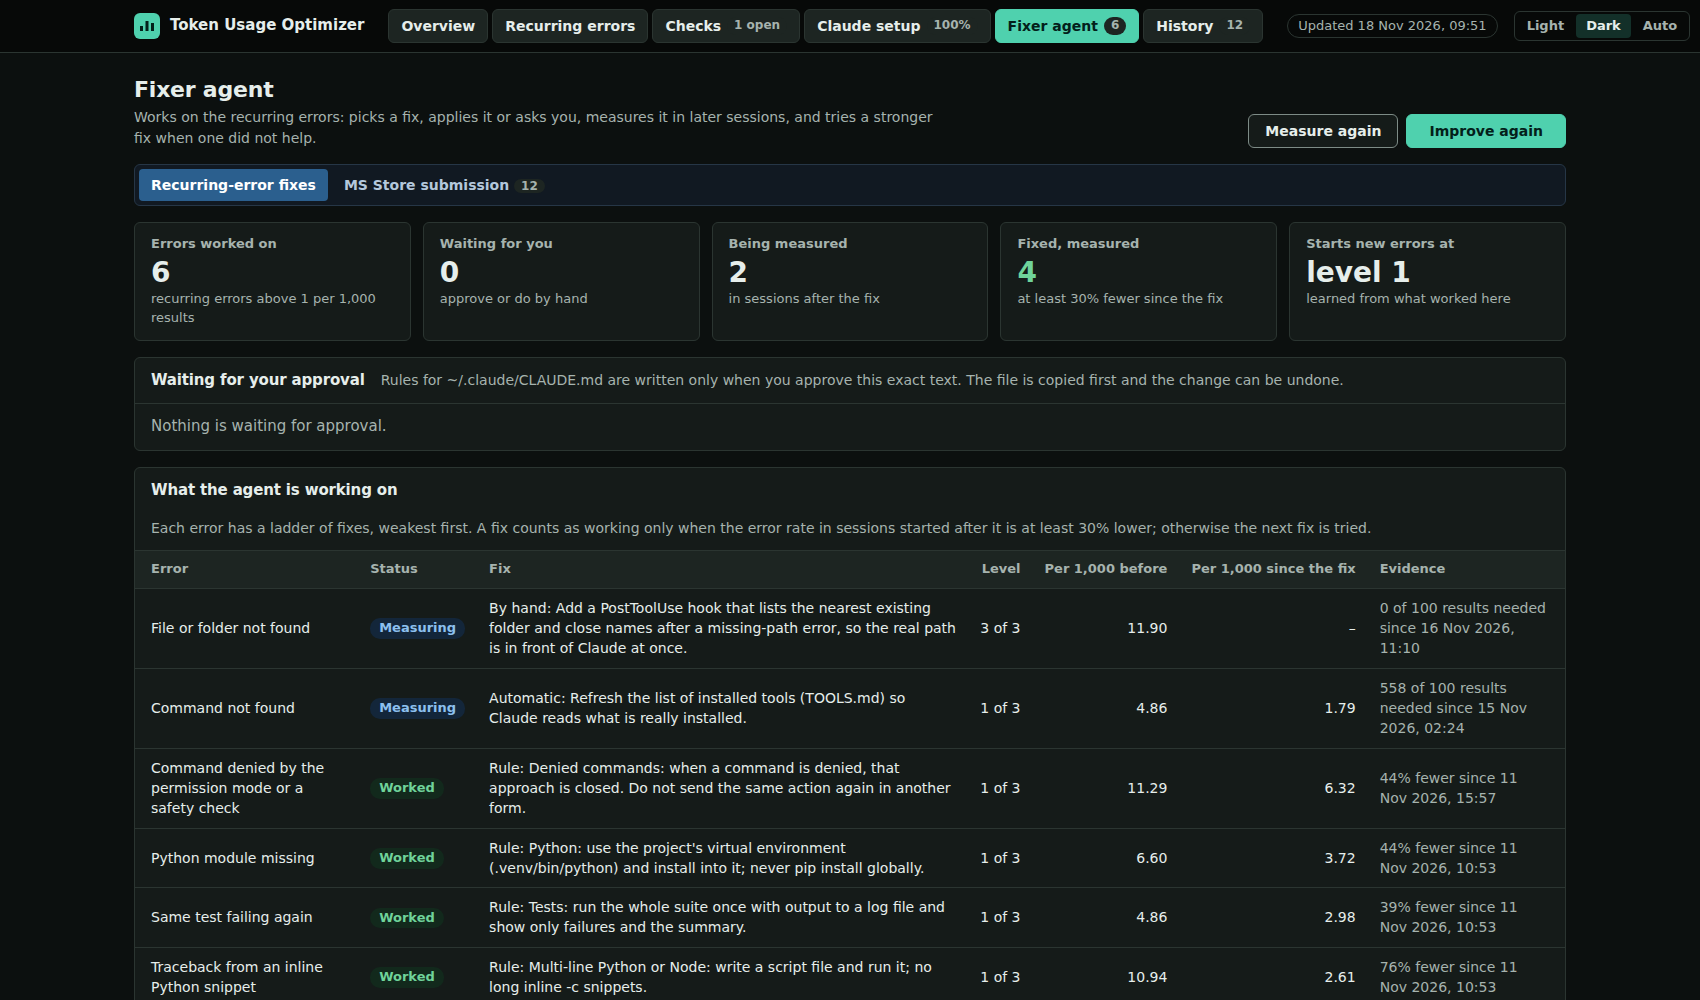 Token Usage Optimizer
Overview
Recurring errors
Checks 1 open
Claude setup 100%
Fixer agent 6
History 12
Updated 18 Nov 2026, 09:51
Light
Dark
Auto
Fixer agent
Works on the recurring errors: picks a fix, applies it or asks you, measures it in later sessions, and tries a stronger
fix when one did not help.
Measure again
Improve again
Recurring-error fixes
MS Store submission 12
Errors worked on
6
recurring errors above 1 per 1,000
results
Waiting for you
0
approve or do by hand
Being measured
2
in sessions after the fix
Fixed, measured
4
at least 30% fewer since the fix
Starts new errors at
level 1
learned from what worked here
Waiting for your approval
Rules for ~/.claude/CLAUDE.md are written only when you approve this exact text. The file is copied first and the change can be undone.
Nothing is waiting for approval.
What the agent is working on
Each error has a ladder of fixes, weakest first. A fix counts as working only when the error rate in sessions started after it is at least 30% lower; otherwise the next fix is tried.
Error
Status
Fix
Level
Per 1,000 before
Per 1,000 since the fix
Evidence
File or folder not found
Measuring
By hand: Add a PostToolUse hook that lists the nearest existing
folder and close names after a missing-path error, so the real path
is in front of Claude at once.
3 of 3
11.90
–
0 of 100 results needed
since 16 Nov 2026,
11:10
Command not found
Measuring
Automatic: Refresh the list of installed tools (TOOLS.md) so
Claude reads what is really installed.
1 of 3
4.86
1.79
558 of 100 results
needed since 15 Nov
2026, 02:24
Command denied by the
permission mode or a
safety check
Worked
Rule: Denied commands: when a command is denied, that
approach is closed. Do not send the same action again in another
form.
1 of 3
11.29
6.32
44% fewer since 11
Nov 2026, 15:57
Python module missing
Worked
Rule: Python: use the project's virtual environment
(.venv/bin/python) and install into it; never pip install globally.
1 of 3
6.60
3.72
44% fewer since 11
Nov 2026, 10:53
Same test failing again
Worked
Rule: Tests: run the whole suite once with output to a log file and
show only failures and the summary.
1 of 3
4.86
2.98
39% fewer since 11
Nov 2026, 10:53
Traceback from an inline
Python snippet
Worked
Rule: Multi-line Python or Node: write a script file and run it; no
long inline -c snippets.
1 of 3
10.94
2.61
76% fewer since 11
Nov 2026, 10:53